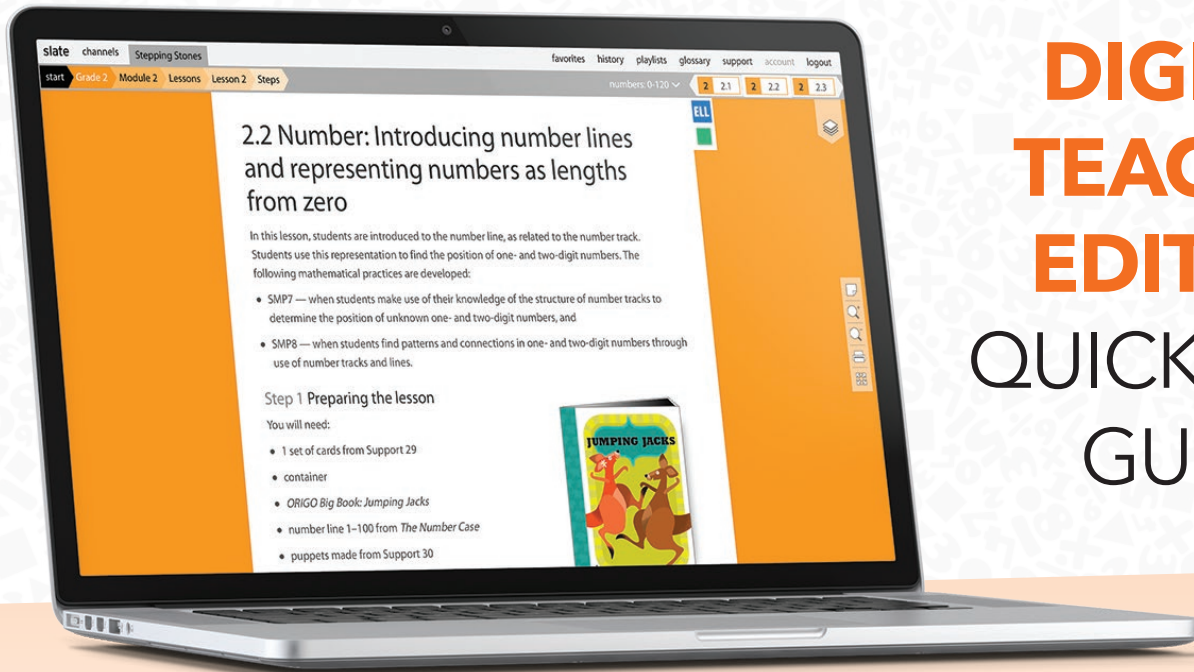 slate channels Stepping Stones favorites history playlists glossary support account logout
start Grade 2 Module 2 Lessons Lesson 2 Steps numbers: 0-120 2 2.1 2 2.2 2 2.3
ELL
2.2 Number: Introducing number lines
and representing numbers as lengths
from zero
In this lesson, students are introduced to the number line, as related to the number track.
Students use this representation to find the position of one- and two-digit numbers. The
following mathematical practices are developed:
• SMP7 — when students make use of their knowledge of the structure of number tracks to
determine the position of unknown one- and two-digit numbers, and
• SMP8 — when students find patterns and connections in one- and two-digit numbers through
use of number tracks and lines.
Step 1 Preparing the lesson
You will need:
• 1 set of cards from Support 29
• container
• ORIGO Big Book: Jumping Jacks
• number line 1–100 from The Number Case
• puppets made from Support 30
JUMPING JACKS
DIG
TEAC
EDIT
QUICK
GU